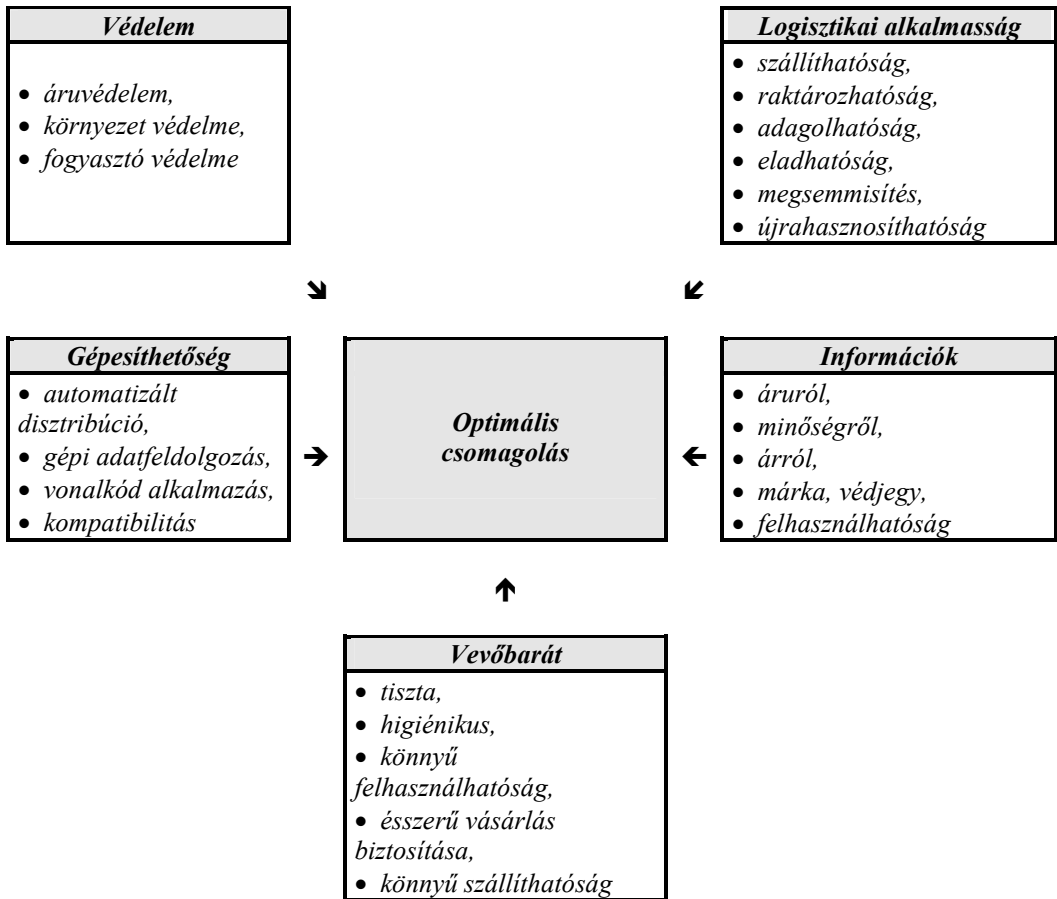 Védelem
• áruvédelem,
• környezet védelme,
• fogyasztó védelme
Logisztikai alkalmasság
• szállíthatóság,
• raktározhatóság,
• adagolhatóság,
• eladhatóság,
• megsemmisítés,
• újrahasznosíthatóság
Gépesíthetőség
• automatizált
disztribúció,
• gépi adatfeldolgozás,
• vonalkód alkalmazás,
• kompatibilitás
Optimális
csomagolás
Információk
• áruról,
• minőségről,
• árról,
• márka, védjegy,
• felhasználhatóság
Vevőbarát
• tiszta,
• higiénikus,
• könnyű
felhasználhatóság,
• ésszerű vásárlás
biztosítása,
• könnyű szállíthatóság